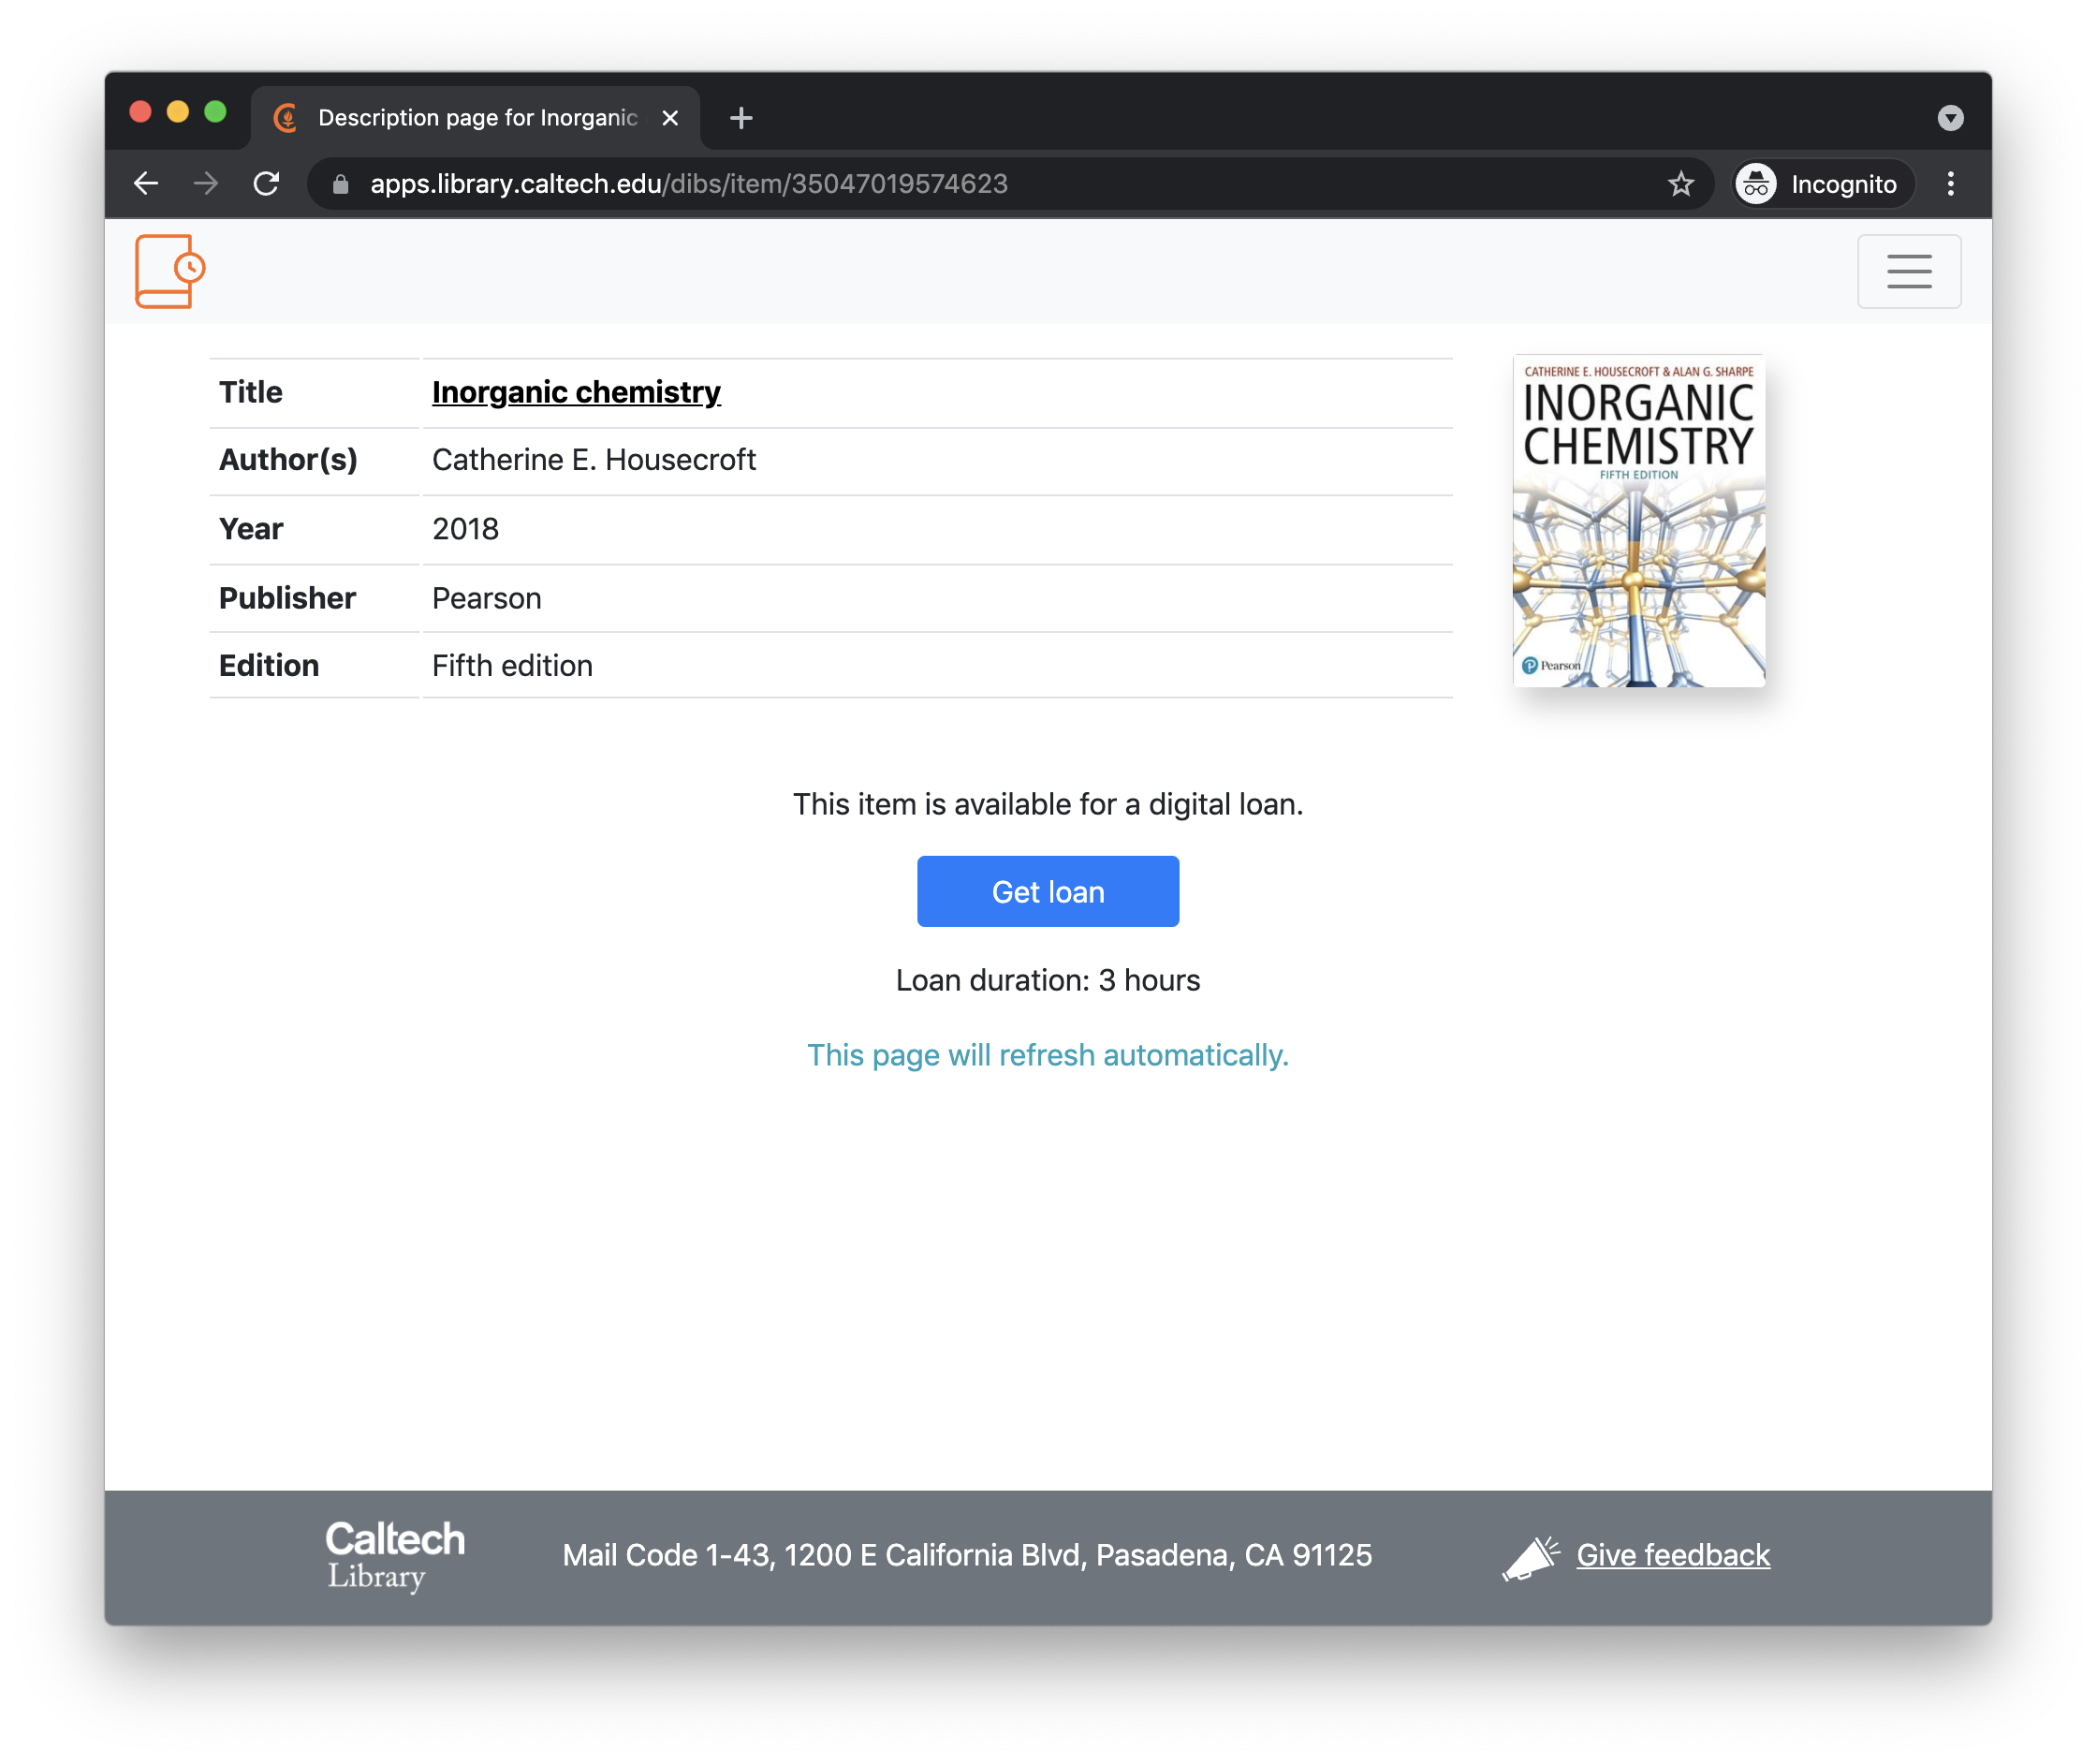 Description page for Inorganic
apps.library.caltech.edu/dibs/item/35047019574623
Incognito
Title Inorganic chemistry
Author(s) Catherine E. Housecroft
Year 2018
Publisher Pearson
Edition Fifth edition
CATHERINE E. HOUSECROFT & ALAN G. SHARPE
INORGANIC
CHEMISTRY
FIFTH EDITION
Pearson
This item is available for a digital loan.
Get loan
Loan duration: 3 hours
This page will refresh automatically.
Caltech
Library
Mail Code 1-43, 1200 E California Blvd, Pasadena, CA 91125
Give feedback